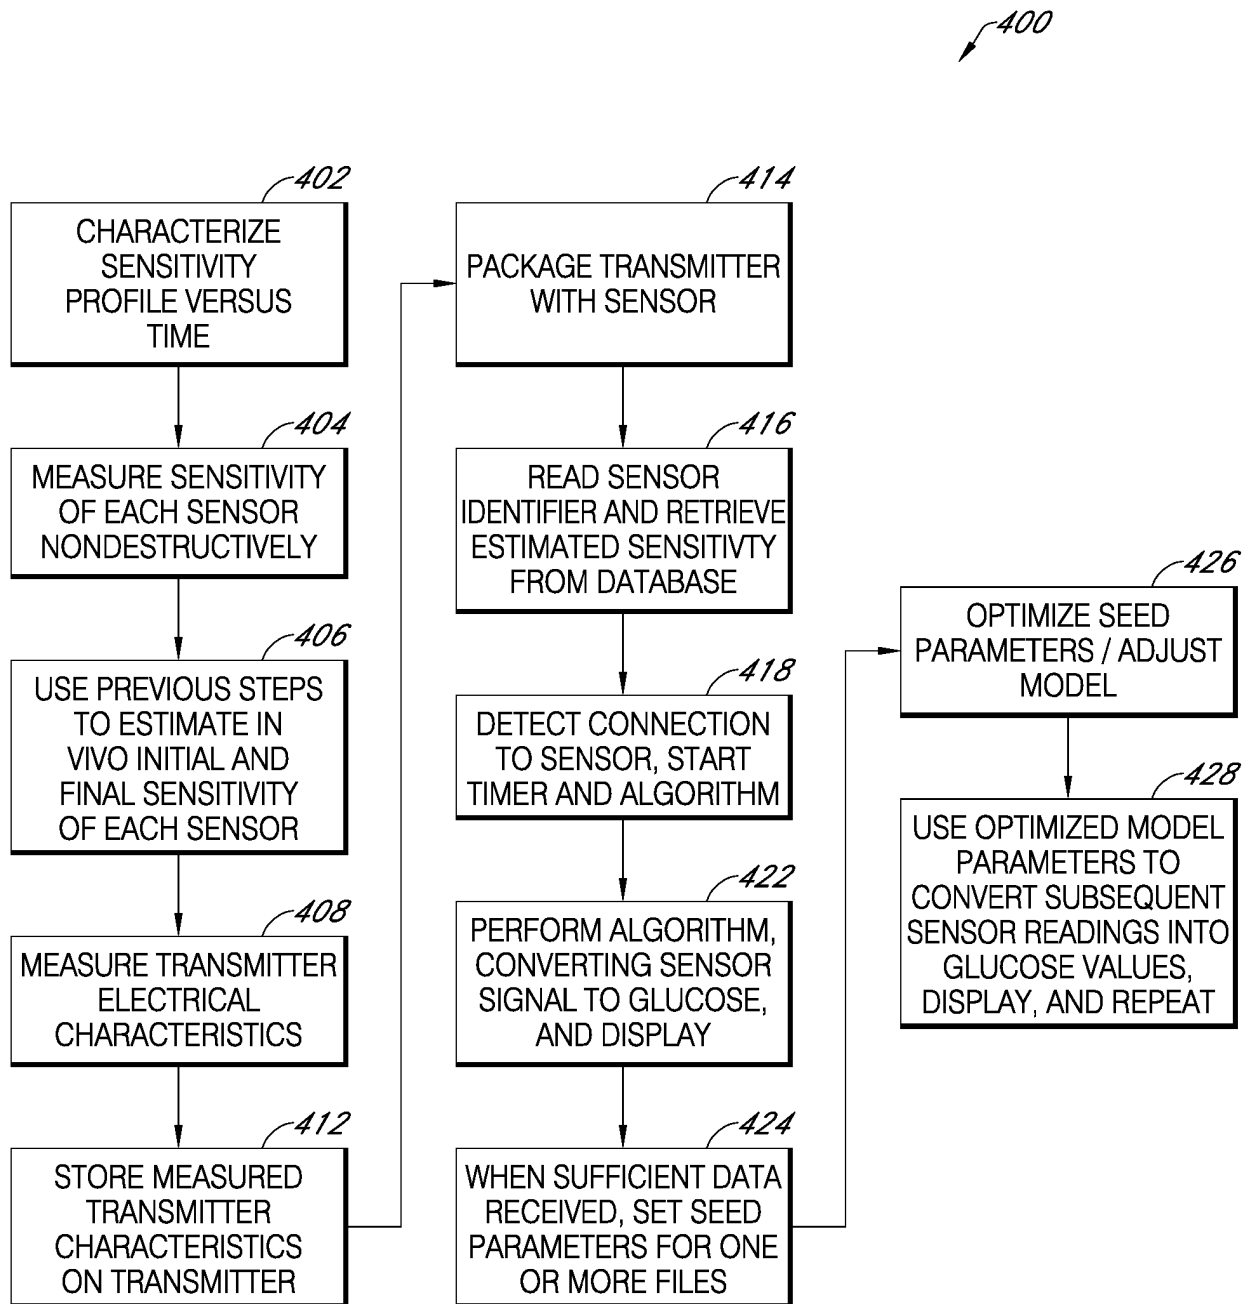 400
402
CHARACTERIZE
SENSITIVITY
PROFILE VERSUS
TIME
404
MEASURE SENSITIVITY
OF EACH SENSOR
NONDESTRUCTIVELY
406
USE PREVIOUS STEPS
TO ESTIMATE IN
VIVO INITIAL AND
FINAL SENSITIVITY
OF EACH SENSOR
408
MEASURE TRANSMITTER
ELECTRICAL
CHARACTERISTICS
412
STORE MEASURED
TRANSMITTER
CHARACTERISTICS
ON TRANSMITTER
414
PACKAGE TRANSMITTER
WITH SENSOR
416
READ SENSOR
IDENTIFIER AND RETRIEVE
ESTIMATED SENSITIVTY
FROM DATABASE
418
DETECT CONNECTION
TO SENSOR, START
TIMER AND ALGORITHM
422
PERFORM ALGORITHM,
CONVERTING SENSOR
SIGNAL TO GLUCOSE,
AND DISPLAY
424
WHEN SUFFICIENT DATA
RECEIVED, SET SEED
PARAMETERS FOR ONE
OR MORE FILES
426
OPTIMIZE SEED
PARAMETERS / ADJUST
MODEL
428
USE OPTIMIZED MODEL
PARAMETERS TO
CONVERT SUBSEQUENT
SENSOR READINGS INTO
GLUCOSE VALUES,
DISPLAY, AND REPEAT